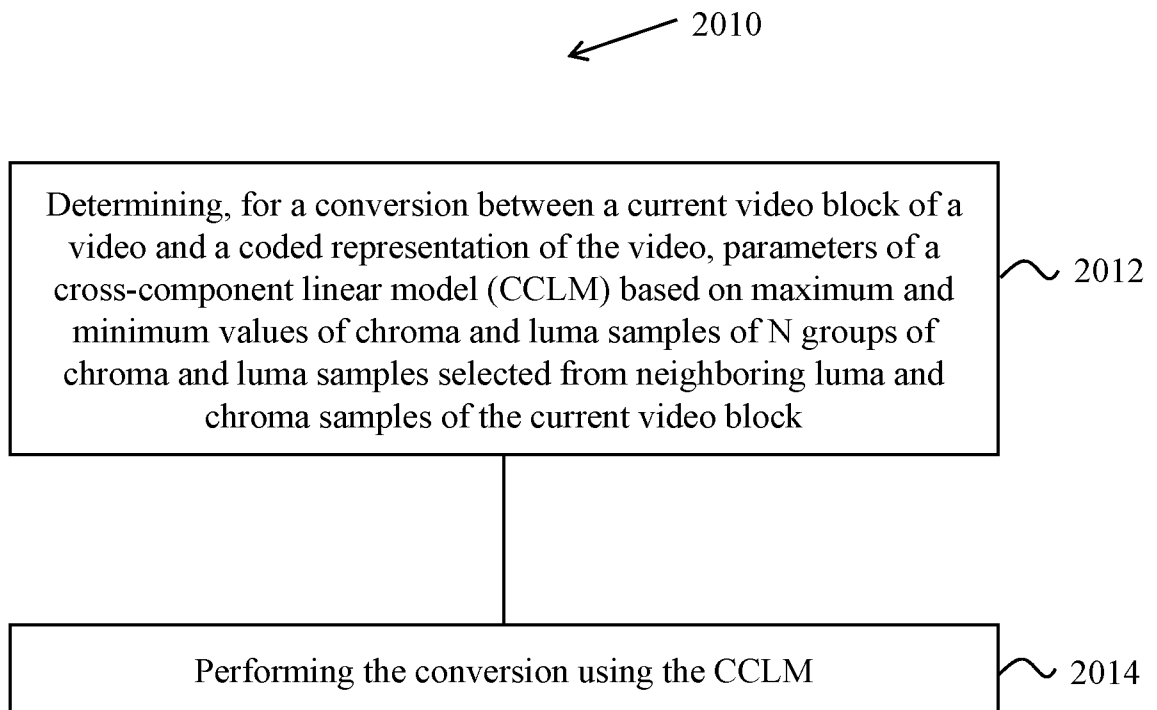 2010
Determining, for a conversion between a current video block of a
video and a coded representation of the video, parameters of a
cross-component linear model (CCLM) based on maximum and
minimum values of chroma and luma samples of N groups of
chroma and luma samples selected from neighboring luma and
chroma samples of the current video block
2012
Performing the conversion using the CCLM
2014